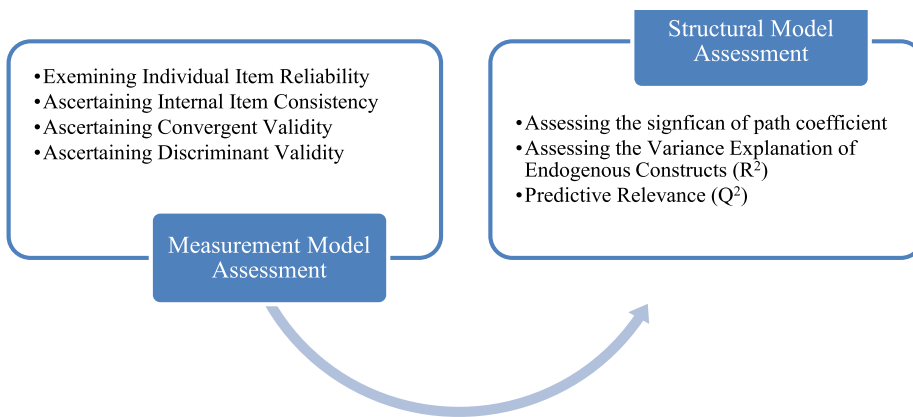 •Exemining Individual Item Reliability
•Ascertaining Internal Item Consistency
•Ascertaining Convergent Validity
•Ascertaining Discriminant Validity
Measurement Model
Assessment
Structural Model
Assessment
•Assessing the signfican of path coefficient
•Assessing the Variance Explanation of
Endogenous Constructs (R²)
•Predictive Relevance (Q²)